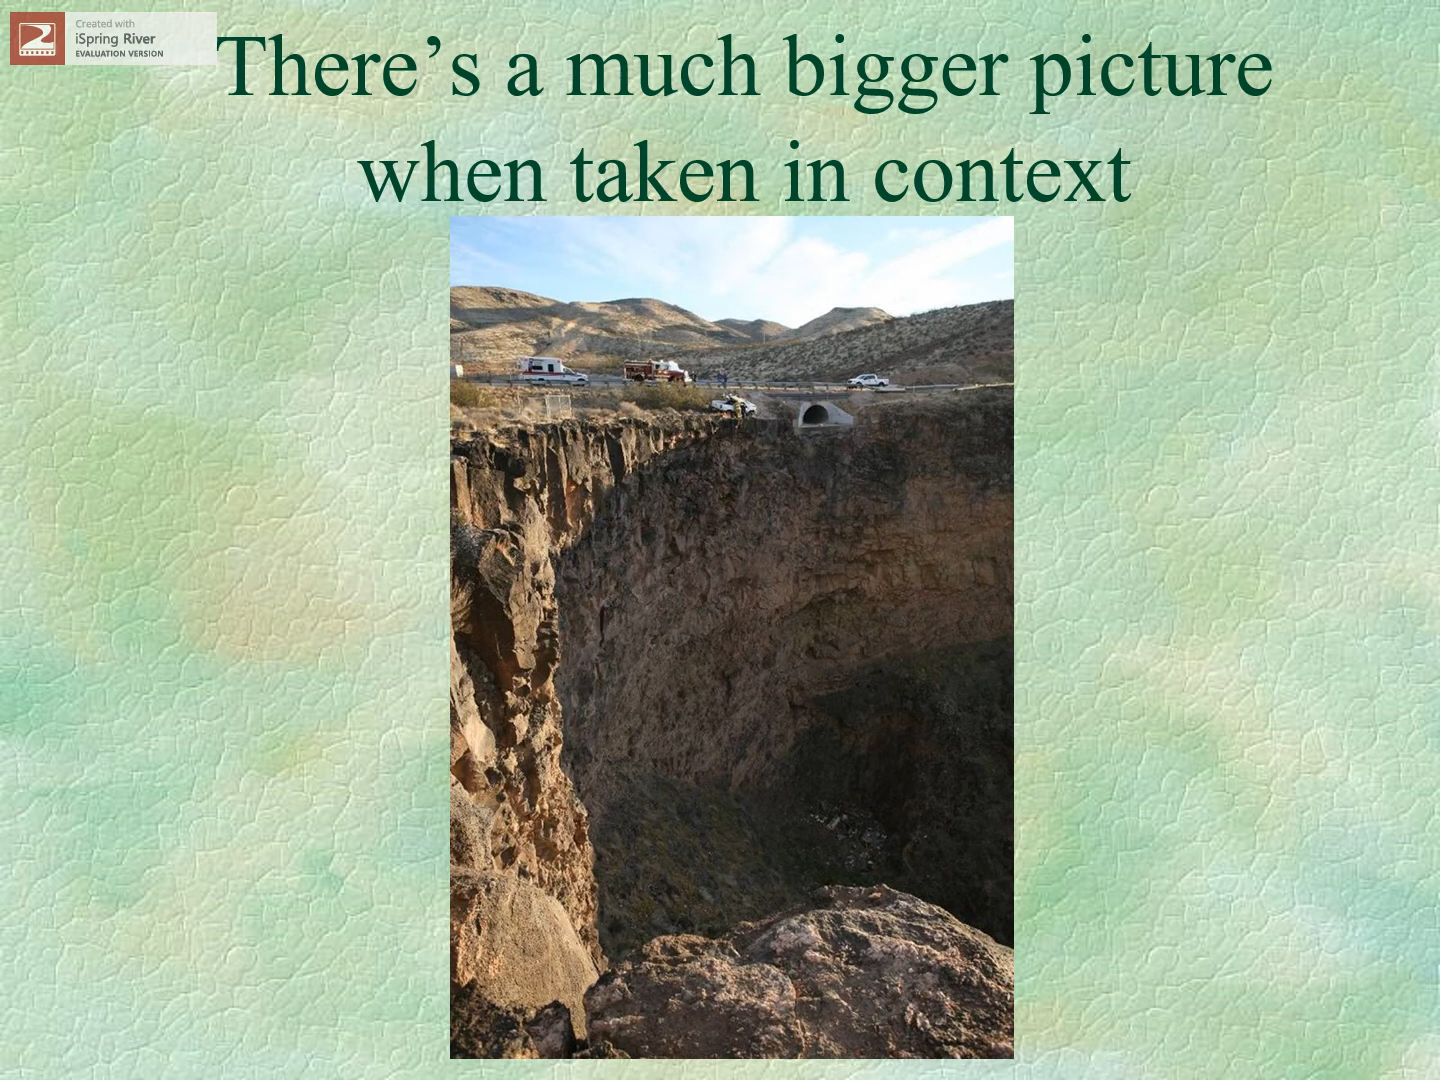 Created with
iSpring River
EVALUATION VERSION
There’s a much bigger picture
when taken in context